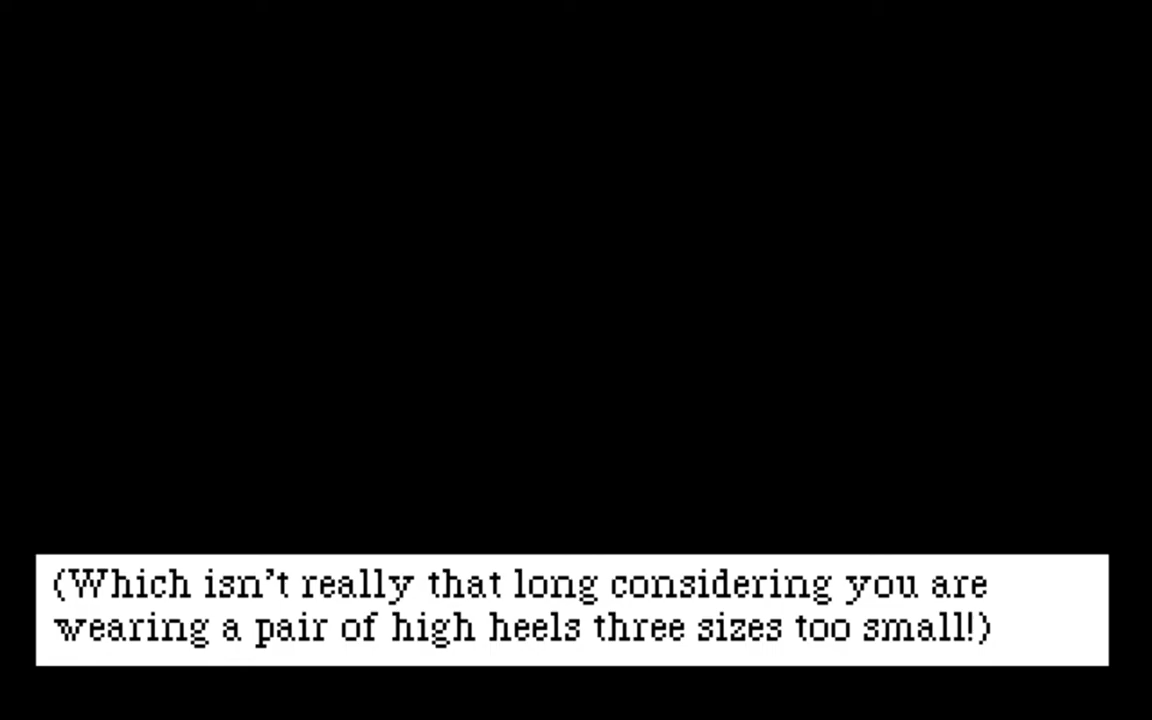 (Which isn't really that long considering you are
wearing a pair of high heels three sizes too small!)